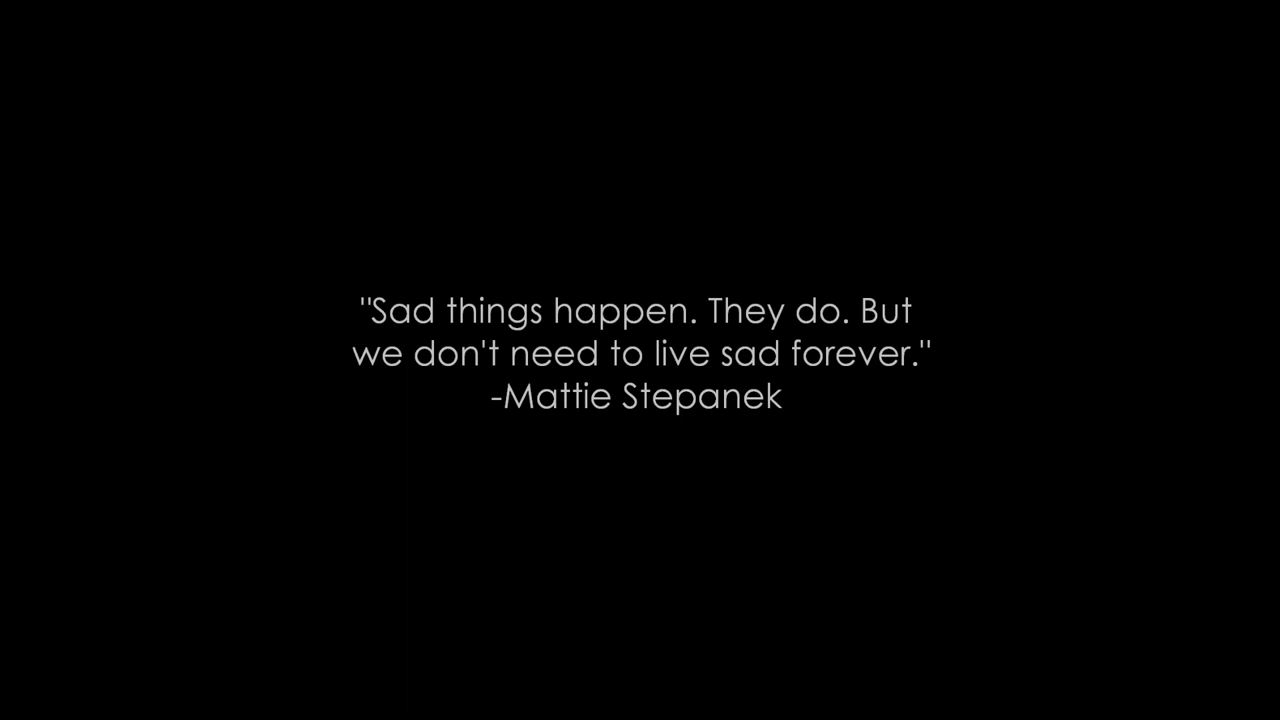 "Sad things happen. They do. But
we don't need to live sad forever."
-Mattie Stepanek